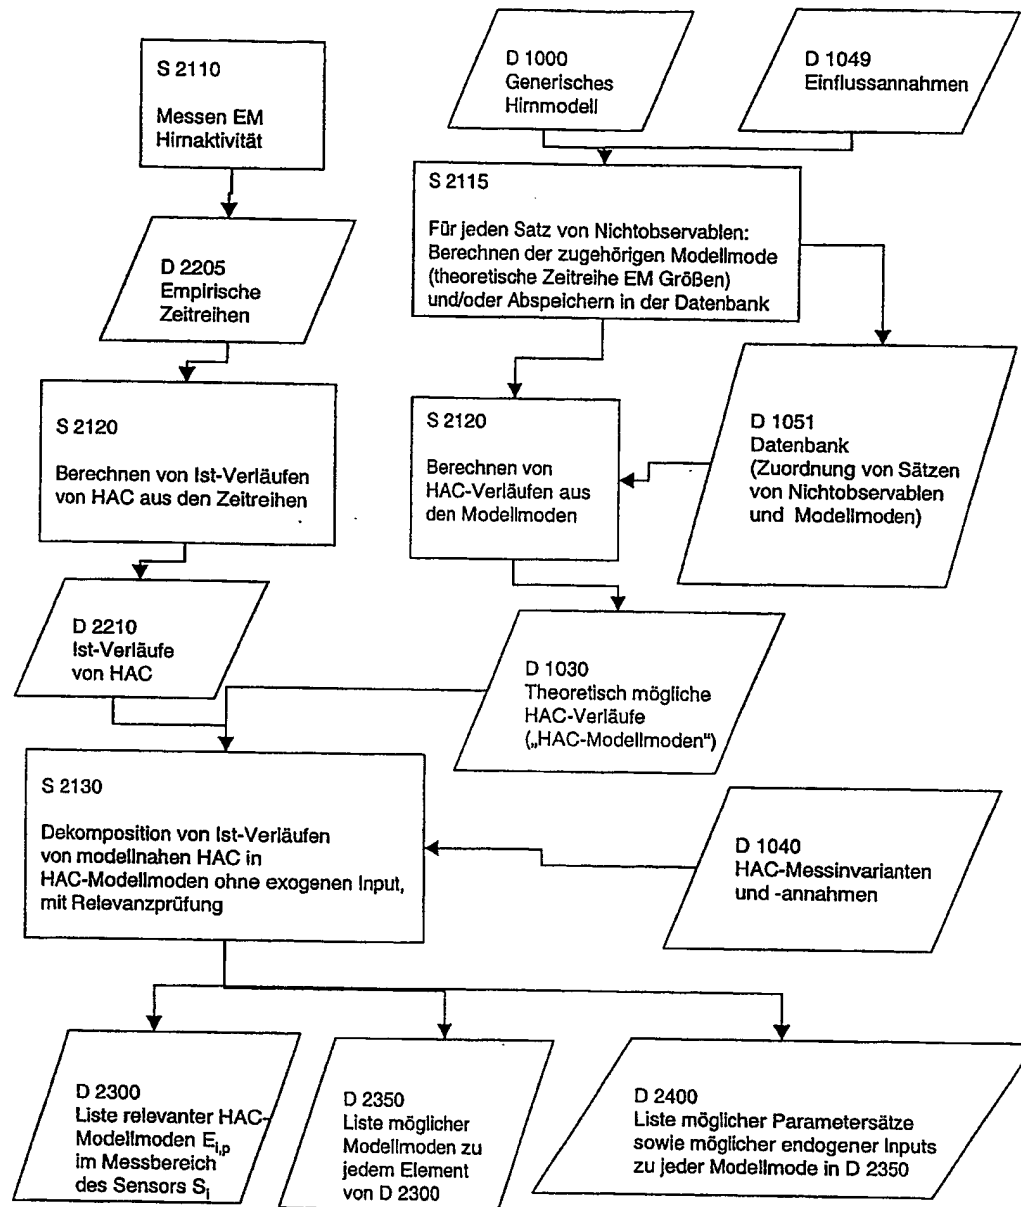 S 2110
Messen EM
Hirnaktivität
D 1000
Generisches
Hirnmodell
D 1049
Einflussannahmen
D 2205
Empirische
Zeitreihen
S 2115
Für jeden Satz von Nichtobservablen:
Berechnen der zugehörigen Modellmode
(theoretische Zeitreihe EM Größen)
und/oder Abspeichern in der Datenbank
S 2120
Berechnen von Ist-Verläufen
von HAC aus den Zeitreihen
S 2120
Berechnen von
HAC-Verläufen aus
den Modellmoden
D 1051
Datenbank
(Zuordnung von Sätzen
von Nichtobservablen
und Modellmoden)
D 2210
Ist-Verläufe
von HAC
D 1030
Theoretisch mögliche
HAC-Verläufe
(„HAC-Modellmoden“)
S 2130
Dekomposition von Ist-Verläufen
von modellnahen HAC in
HAC-Modellmoden ohne exogenen Input,
mit Relevanzprüfung
D 1040
HAC-Messinvarianten
und -annahmen
D 2300
Liste relevanter HAC-
Modellmoden E_{i,p}
im Messbereich
des Sensors S_i
D 2350
Liste möglicher
Modellmoden zu
jedem Element
von D 2300
D 2400
Liste möglicher Parametersätze
sowie möglicher endogener Inputs
zu jeder Modellmode in D 2350